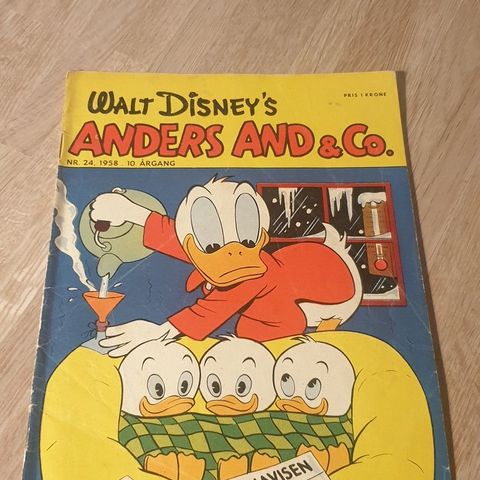 WALT DISNEY'S
PRIS 1 KRONE
ANDERS AND & Co.
NR. 24, 1958 . 10. ÅRGANG
AVISEN